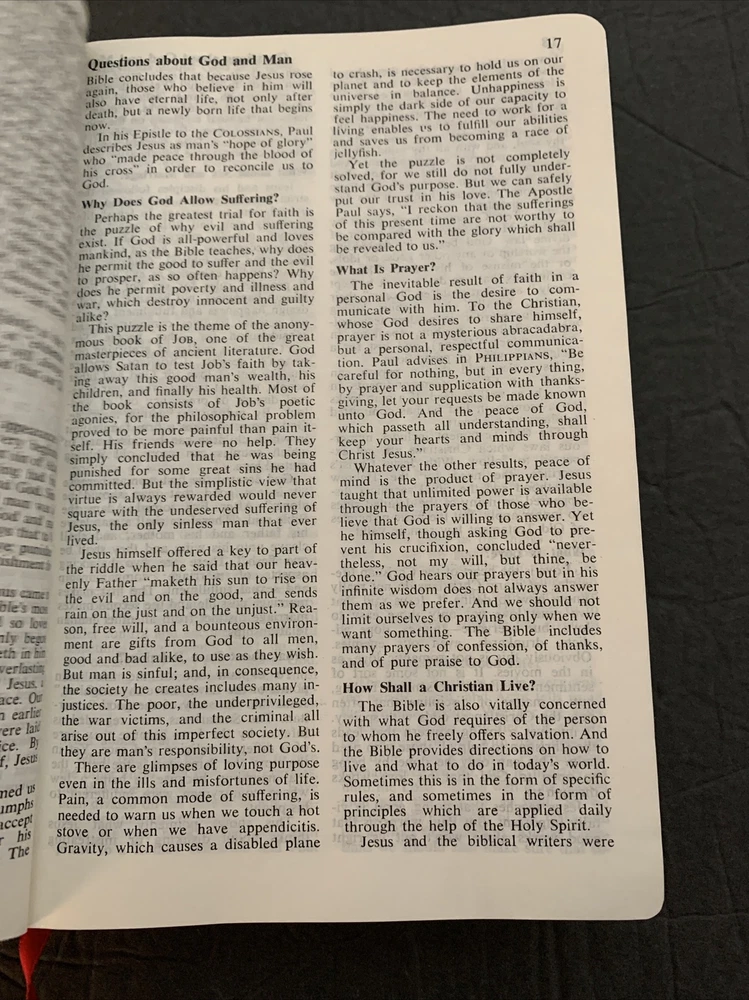 17
Questions about God and Man
Bible concludes that because Jesus rose
again, those who believe in him will
also have eternal life, not only after
death, but a newly born life that begins
now.
In his Epistle to the COLOSSIANS, Paul
describes Jesus as man's "hope of glory"
who "made peace through the blood of
his cross" in order to reconcile us to
God.
Why Does God Allow Suffering?
Perhaps the greatest trial for faith is
the puzzle of why evil and suffering
exist. If God is all-powerful and loves
mankind, as the Bible teaches, why does
he permit the good to suffer and the evil
to prosper, as so often happens? Why
does he permit poverty and illness and
war, which destroy innocent and guilty
alike?
This puzzle is the theme of the anony-
mous book of JOB, one of the great
masterpieces of ancient literature. God
allows Satan to test Job's faith by tak-
ing away this good man's wealth, his
children, and finally his health. Most of
the book consists of Job's poetic
agonies, for the philosophical problem
proved to be more painful than pain it-
self. His friends were no help. They
simply concluded that he was being
punished for some great sins he had
committed. But the simplistic view that
virtue is always rewarded would never
square with the undeserved suffering of
Jesus, the only sinless man that ever
lived.
Jesus himself offered a key to part of
the riddle when he said that our heav-
enly Father "maketh his sun to rise on
the evil and on the good, and sends
rain on the just and on the unjust." Rea-
son, free will, and a bounteous environ-
ment are gifts from God to all men,
good and bad alike, to use as they wish.
But man is sinful; and, in consequence,
the society he creates includes many in-
justices. The poor, the underprivileged,
the war victims, and the criminal all
arise out of this imperfect society. But
they are man's responsibility, not God's.
There are glimpses of loving purpose
even in the ills and misfortunes of life.
Pain, a common mode of suffering, is
needed to warn us when we touch a hot
stove or when we have appendicitis.
Gravity, which causes a disabled plane
to crash, is necessary to hold us on our
planet and to keep the elements of the
universe in balance. Unhappiness is
simply the dark side of our capacity to
feel happiness. The need to work for a
living enables us to fulfill our abilities
and saves us from becoming a race of
jellyfish.
Yet the puzzle is not completely
solved, for we still do not fully under-
stand God's purpose. But we can safely
put our trust in his love. The Apostle
Paul says, "I reckon that the sufferings
of this present time are not worthy to
be compared with the glory which shall
be revealed to us."
What Is Prayer?
The inevitable result of faith in a
personal God is the desire to com-
municate with him. To the Christian,
whose God desires to share himself,
prayer is not a mysterious abracadabra,
but a personal, respectful communica-
tion. Paul advises in PHILIPPIANS, "Be
careful for nothing, but in every thing,
by prayer and supplication with thanks-
giving, let your requests be made known
unto God. And the peace of God,
which passeth all understanding, shall
keep your hearts and minds through
Christ Jesus."
Whatever the other results, peace of
mind is the product of prayer. Jesus
taught that unlimited power is available
through the prayers of those who be-
lieve that God is willing to answer. Yet
he himself, though asking God to pre-
vent his crucifixion, concluded "never-
theless, not my will, but thine, be
done." God hears our prayers but in his
infinite wisdom does not always answer
them as we prefer. And we should not
limit ourselves to praying only when we
want something. The Bible includes
many prayers of confession, of thanks,
and of pure praise to God.
How Shall a Christian Live?
The Bible is also vitally concerned
with what God requires of the person
to whom he freely offers salvation. And
the Bible provides directions on how to
live and what to do in today's world.
Sometimes this is in the form of specific
rules, and sometimes in the form of
principles which are applied daily
through the help of the Holy Spirit.
Jesus and the biblical writers were